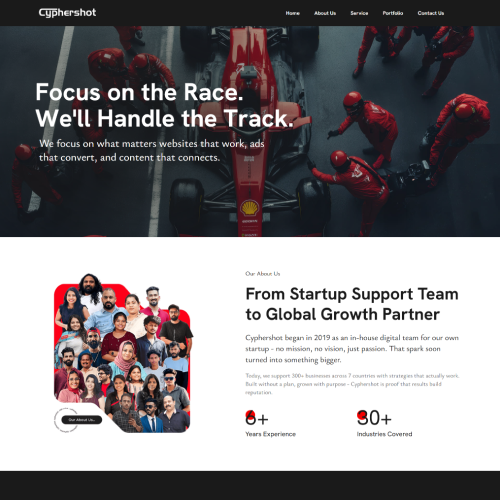 Cyphershot
Home
About Us
Service
Portfolio
Contact Us
Focus on the Race.
We'll Handle the Track.
We focus on what matters websites that work, ads
that convert, and content that connects.
Our About Us
From Startup Support Team
to Global Growth Partner
Cyphershot began in 2019 as an in-house digital team for our own
startup - no mission, no vision, just passion. That spark soon
turned into something bigger.
Today, we support 300+ businesses across 7 countries with strategies that actually work.
Built without a plan, grown with purpose - Cyphershot is proof that results build
reputation.
Our About Us...
6+
30+
Years Experience
Industries Covered